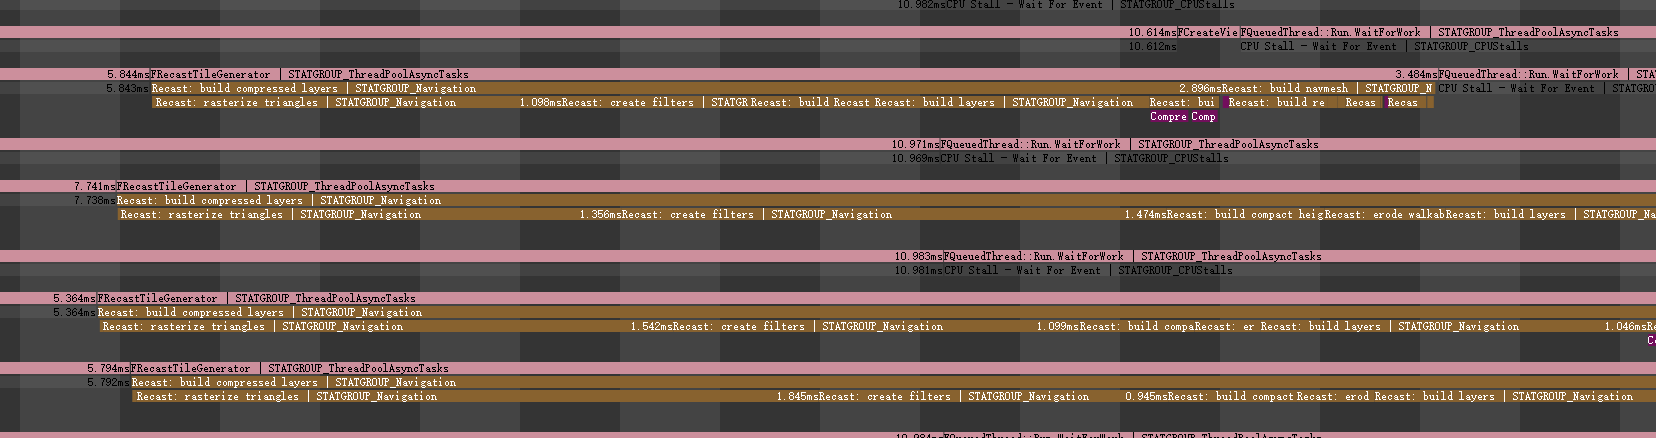 10.982msCPU Stall - Wait For Event | STATGROUP_CPUStalls
10.614msFCreateVie FQueuedThread::Run.WaitForWork | STATGROUP_ThreadPoolAsyncTasks
10.612ms CPU Stall - Wait For Event | STATGROUP_CPUStalls
5.844msFRecastTileGenerator | STATGROUP_ThreadPoolAsyncTasks 3.484msFQueuedThread::Run.WaitForWork | STA
5.843msRecast: build compressed layers | STATGROUP_Navigation 2.896msRecast: build navmesh | STATGROUP_N CPU Stall - Wait For Event | STATGRO
Recast: rasterize triangles | STATGROUP_Navigation 1.098msRecast: create filters | STATGR Recast: build Recast Recast: build layers | STATGROUP_Navigation Recast: bui Recast: build re Recas Recas
Compre Comp
10.971msFQueuedThread::Run.WaitForWork | STATGROUP_ThreadPoolAsyncTasks
10.969msCPU Stall - Wait For Event | STATGROUP_CPUStalls
7.741msFRecastTileGenerator | STATGROUP_ThreadPoolAsyncTasks
7.738msRecast: build compressed layers | STATGROUP_Navigation
Recast: rasterize triangles | STATGROUP_Navigation 1.356msRecast: create filters | STATGROUP_Navigation 1.474msRecast: build compact heigRecast: erode walkabRecast: build layers | STATGROUP_Na
10.983msFQueuedThread::Run.WaitForWork | STATGROUP_ThreadPoolAsyncTasks
10.981msCPU Stall - Wait For Event | STATGROUP_CPUStalls
5.364msFRecastTileGenerator | STATGROUP_ThreadPoolAsyncTasks
5.364msRecast: build compressed layers | STATGROUP_Navigation
Recast: rasterize triangles | STATGROUP_Navigation 1.542msRecast: create filters | STATGROUP_Navigation 1.099msRecast: build compaRecast: er Recast: build layers | STATGROUP_Navigation 1.046msRe
Co
5.794msFRecastTileGenerator | STATGROUP_ThreadPoolAsyncTasks
5.792msRecast: build compressed layers | STATGROUP_Navigation
Recast: rasterize triangles | STATGROUP_Navigation 1.845msRecast: create filters | STATGROUP_Navigation 0.945msRecast: build compact Recast: erod Recast: build layers | STATGROUP_Navigation
10.984msFQueuedThread::Run.WaitForWork | STATGROUP_ThreadPoolAsyncTasks